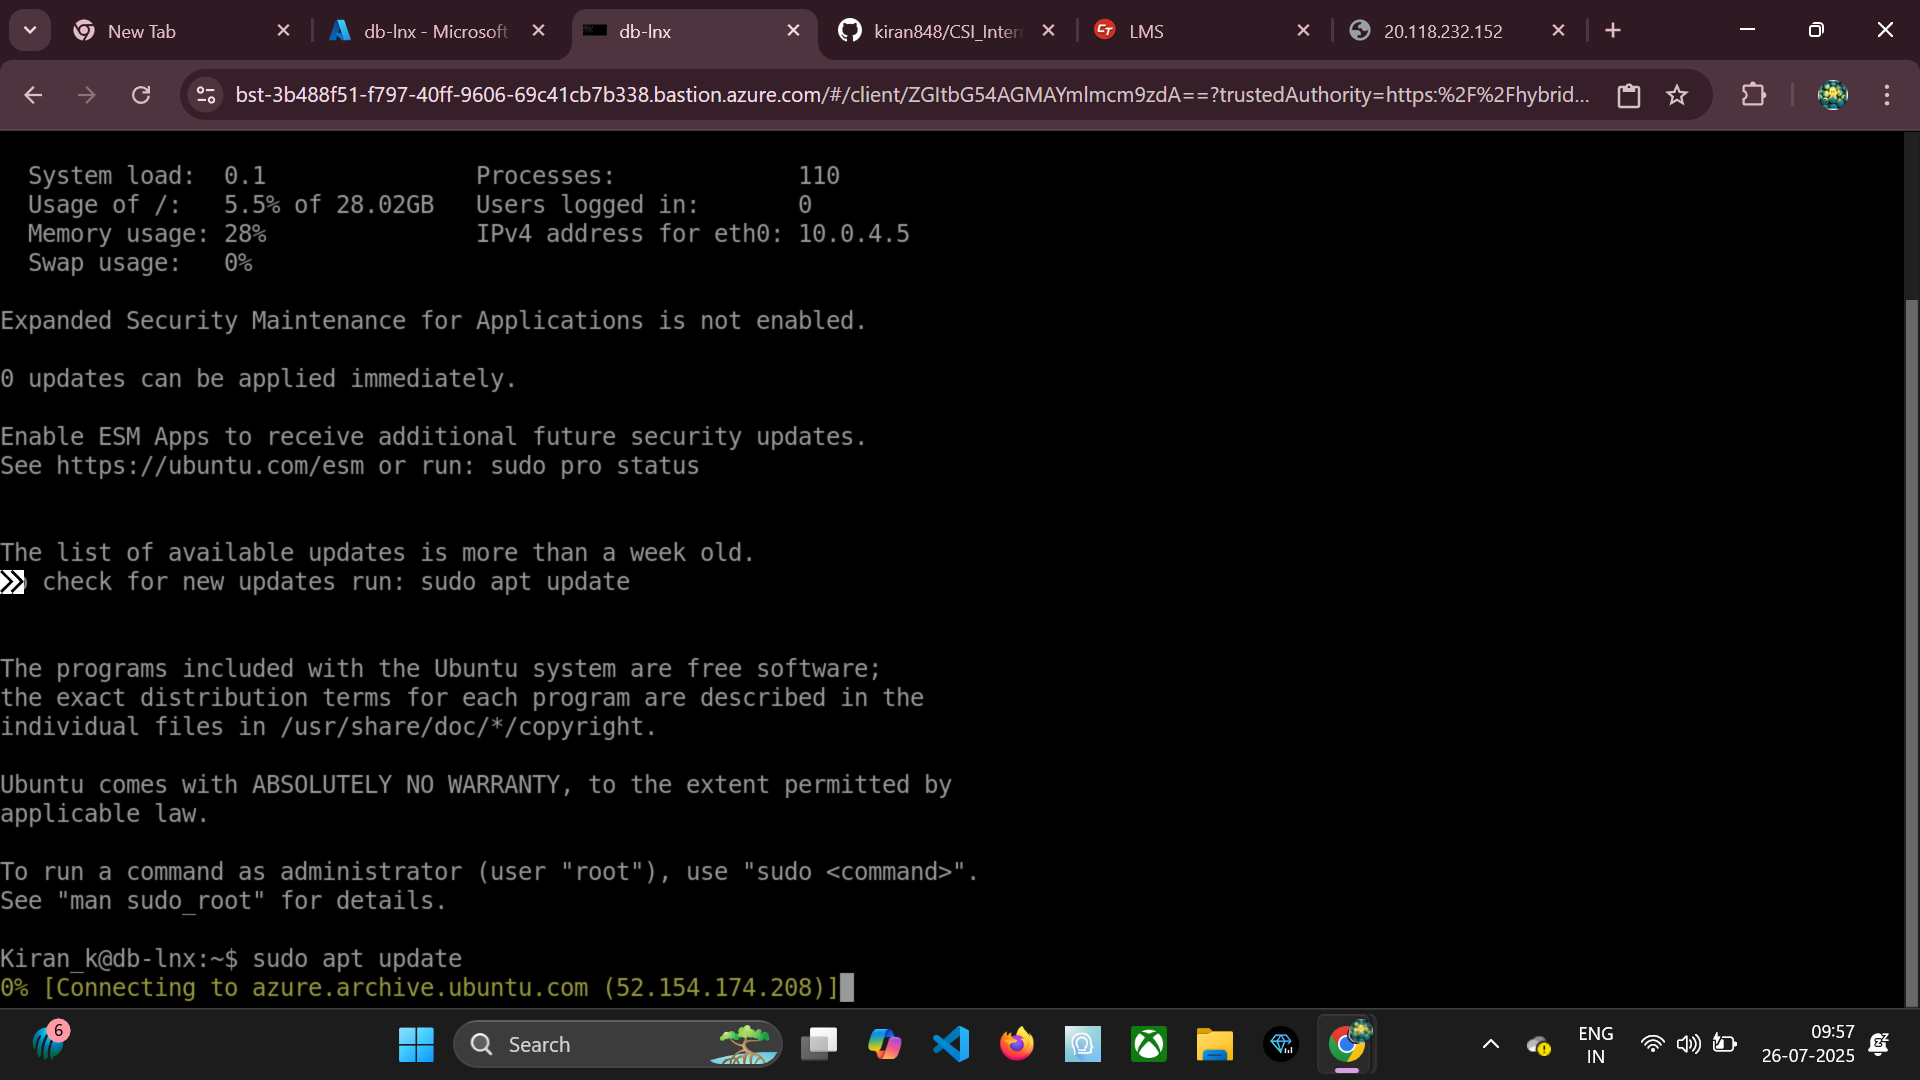 New Tab
db-lnx - Microsoft
db-lnx
kiran848/CSI_Inter
LMS
20.118.232.152
bst-3b488f51-f797-40ff-9606-69c41cb7b338.bastion.azure.com/#/client/ZGItbG54AGMAYmlmcm9zdA==?trustedAuthority=https:%2F%2Fhybrid...
System load: 0.1 Processes: 110
Usage of /: 5.5% of 28.02GB Users logged in: 0
Memory usage: 28% IPv4 address for eth0: 10.0.4.5
Swap usage: 0%
Expanded Security Maintenance for Applications is not enabled.
0 updates can be applied immediately.
Enable ESM Apps to receive additional future security updates.
See https://ubuntu.com/esm or run: sudo pro status
The list of available updates is more than a week old.
check for new updates run: sudo apt update
The programs included with the Ubuntu system are free software;
the exact distribution terms for each program are described in the
individual files in /usr/share/doc/*/copyright.
Ubuntu comes with ABSOLUTELY NO WARRANTY, to the extent permitted by
applicable law.
To run a command as administrator (user "root"), use "sudo <command>".
See "man sudo_root" for details.
Kiran_k@db-lnx:~$ sudo apt update
0% [Connecting to azure.archive.ubuntu.com (52.154.174.208)]
6
Search
ENG
IN
09:57
26-07-2025